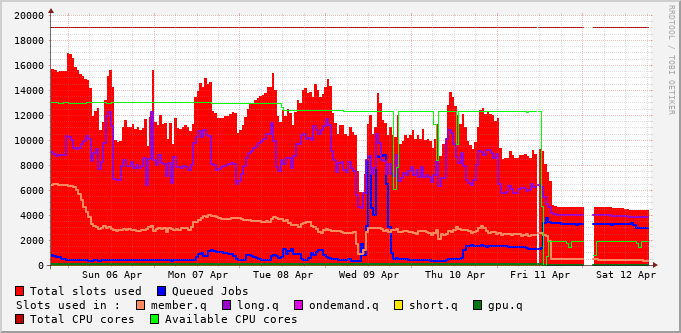 20000
18000
16000
14000
12000
10000
8000
6000
4000
2000
0
Sun 06 Apr Mon 07 Apr Tue 08 Apr Wed 09 Apr Thu 10 Apr Fri 11 Apr Sat 12 Apr
RRDTOOL / TOBI OETIKER
Total slots used Queued Jobs
Slots used in : member.q long.q ondemand.q short.q gpu.q
Total CPU cores Available CPU cores